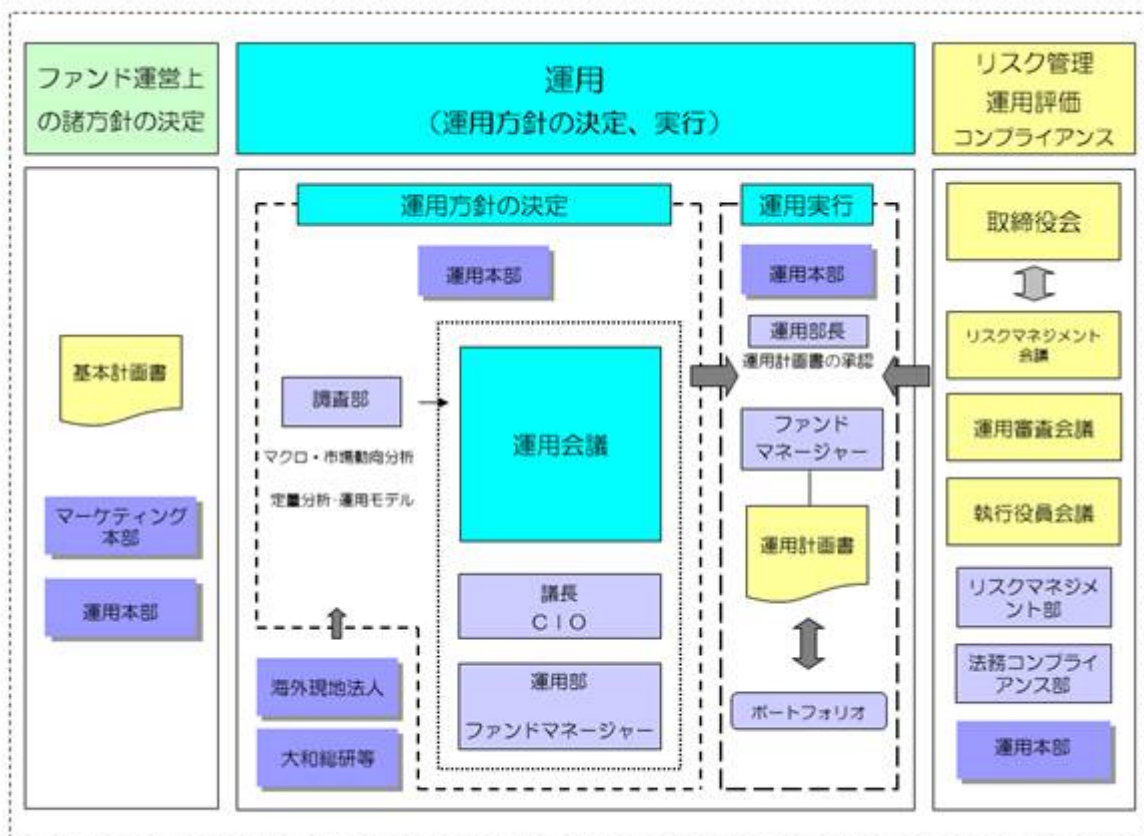 ファンド運営上
の諸方針の決定
運用
（運用方針の決定、実行）
リスク管理
運用評価
コンプライアンス
基本計画書
マーケティング
本部
運用本部
運用方針の決定
運用本部
調査部
マクロ・市場動向分析
定量分析・運用モデル
運用会議
議長
ＣＩＯ
運用部
ファンドマネージャー
海外現地法人
大和総研等
運用実行
運用本部
運用部長
運用計画書の承認
ファンド
マネージャー
運用計画書
ポートフォリオ
取締役会
リスクマネジメント
会議
運用審査会議
執行役員会議
リスクマネジメ
ント部
法務コンプライ
アンス部
運用本部